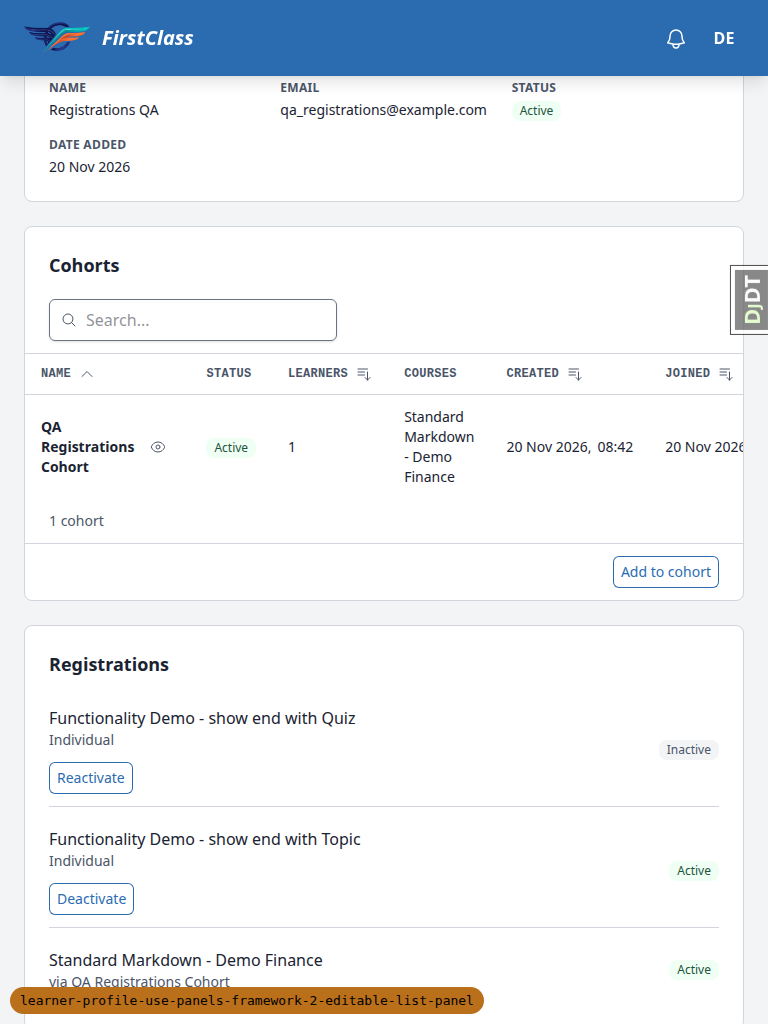 FirstClass
DE
NAME
EMAIL
STATUS
Registrations QA
qa_registrations@example.com
Active
DATE ADDED
20 Nov 2026
DjDT
Cohorts
Search...
NAME
STATUS
LEARNERS
COURSES
CREATED
JOINED
QA
Registrations
Cohort
Active
1
Standard
Markdown
- Demo
Finance
20 Nov 2026, 08:42
20 Nov 2026
1 cohort
Add to cohort
Registrations
Functionality Demo - show end with Quiz
Individual
Inactive
Reactivate
Functionality Demo - show end with Topic
Individual
Active
Deactivate
Standard Markdown - Demo Finance
via QA Registrations Cohort
Active
learner-profile-use-panels-framework-2-editable-list-panel